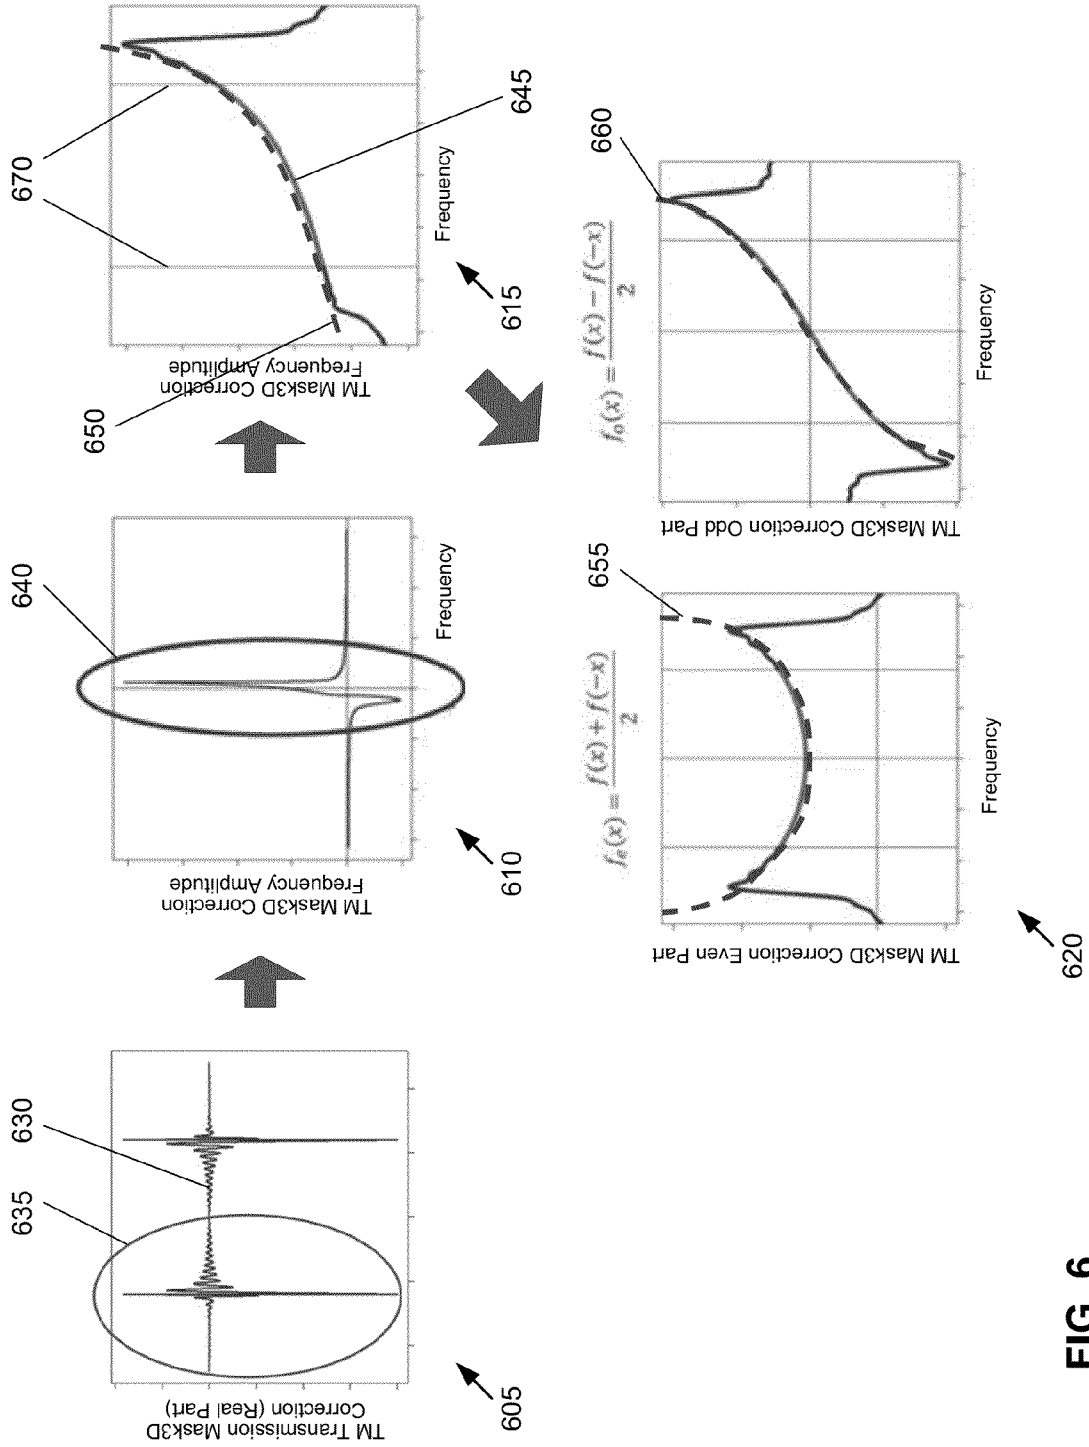 635
630
TM Transmission Mask3D
Correction (Real Part)
605
640
TM Mask3D Correction
Frequency Amplitude
Frequency
610
670
650
TM Mask3D Correction
Frequency Amplitude
Frequency
645
615
fₑ(x) = f(x) + f(−x)
2
655
TM Mask3D Correction Even Part
Frequency
620
fₒ(x) = f(x) − f(−x)
2
660
TM Mask3D Correction Odd Part
Frequency
FIG. 6